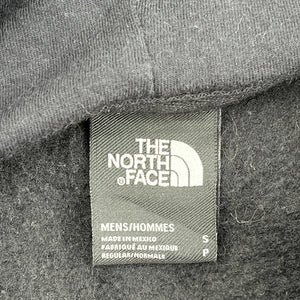 THE
NORTH
FACE
MENS/HOMMES
MADE IN MEXICO S
FABRIQUÉ AU MEXIQUE P
REGULAR/NORMALE